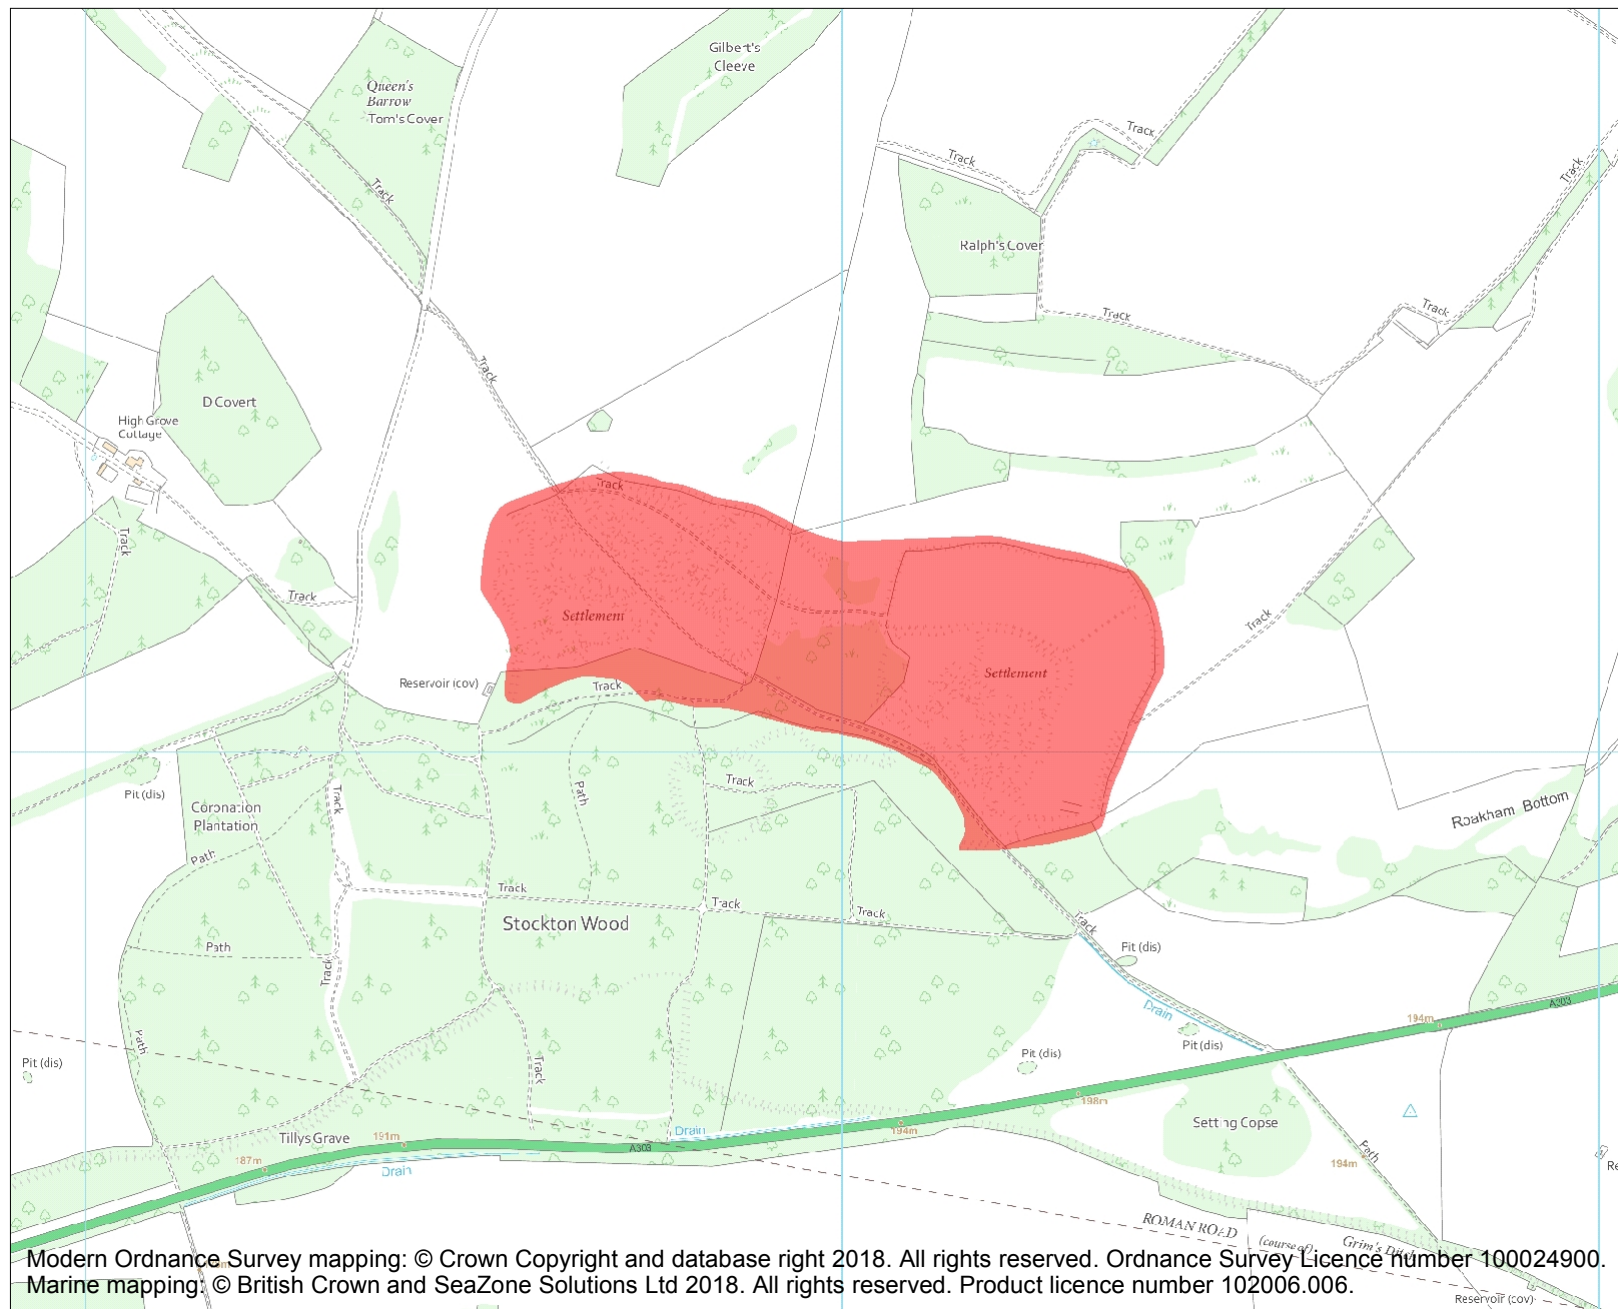 Gilbert's
Cleeve
Queen's
Barrow
Tom's Cover
Track
Track
Track
Track
Ralph's Cover
Track
Track
Track
D Covert
High Grove
Cottage
Track
Track
Track
Settlement
Track
Settlement
Track
Reservoir (cov)
Track
Pit (dis)
Coronation
Plantation
Track
Path
Track
Roakham Bottom
Path
Track
Track
Track
Stockton Wood
Track
Path
Track
Pit (dis)
Drain
A303
194m
Pit (dis)
Path
Pit (dis)
Track
Pit (dis)
198m
Tillys Grave
191m
187m
Drain
A303
Drain
194m
Setting Copse
194m
Path
Re
ROMAN ROAD
(course of)
Grim's Ditch
Modern Ordnance Survey mapping: © Crown Copyright and database right 2018. All rights reserved. Ordnance Survey Licence number 100024900.
Marine mapping: © British Crown and SeaZone Solutions Ltd 2018. All rights reserved. Product licence number 102006.006.
Reservoir (cov)